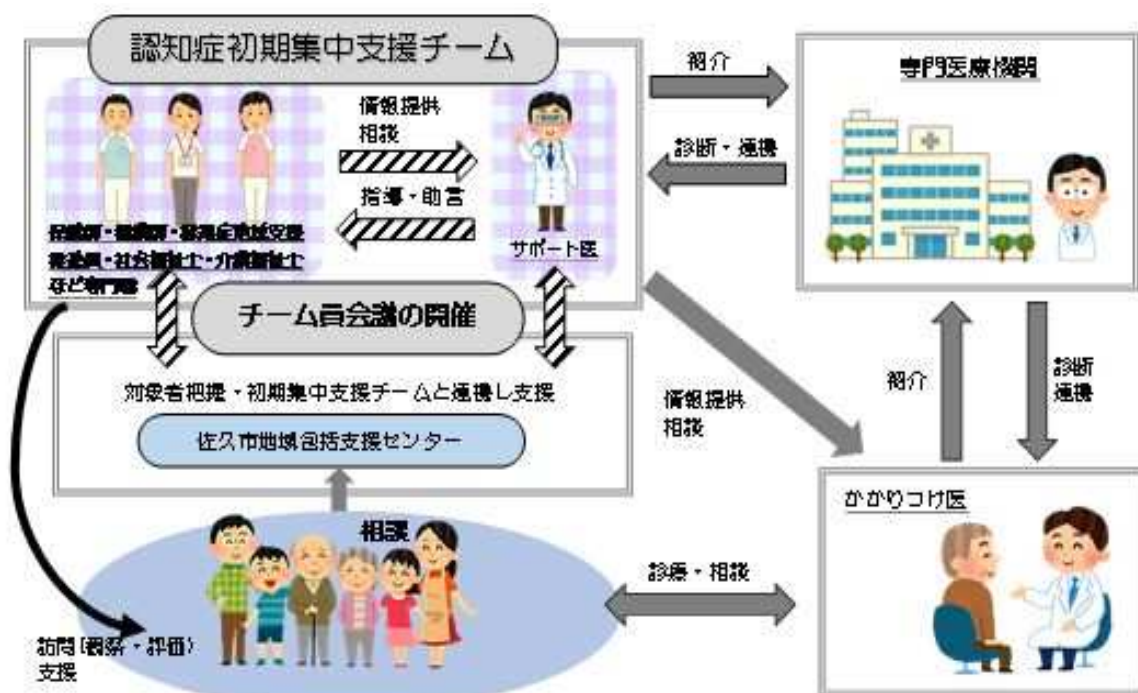 認知症初期集中支援チーム
情報提供
相談
指導・助言
保健師・看護師・認知症地域支援
推進員・社会福祉士・介護福祉士
など専門職
サポート医
紹介
診断・連携
専門医療機関
チーム員会議の開催
対象者把握・初期集中支援チームと連携し支援
佐久市地域包括支援センター
情報提供
相談
紹介
診断
連携
かかりつけ医
相談
診療・相談
訪問(観察・評価)
支援